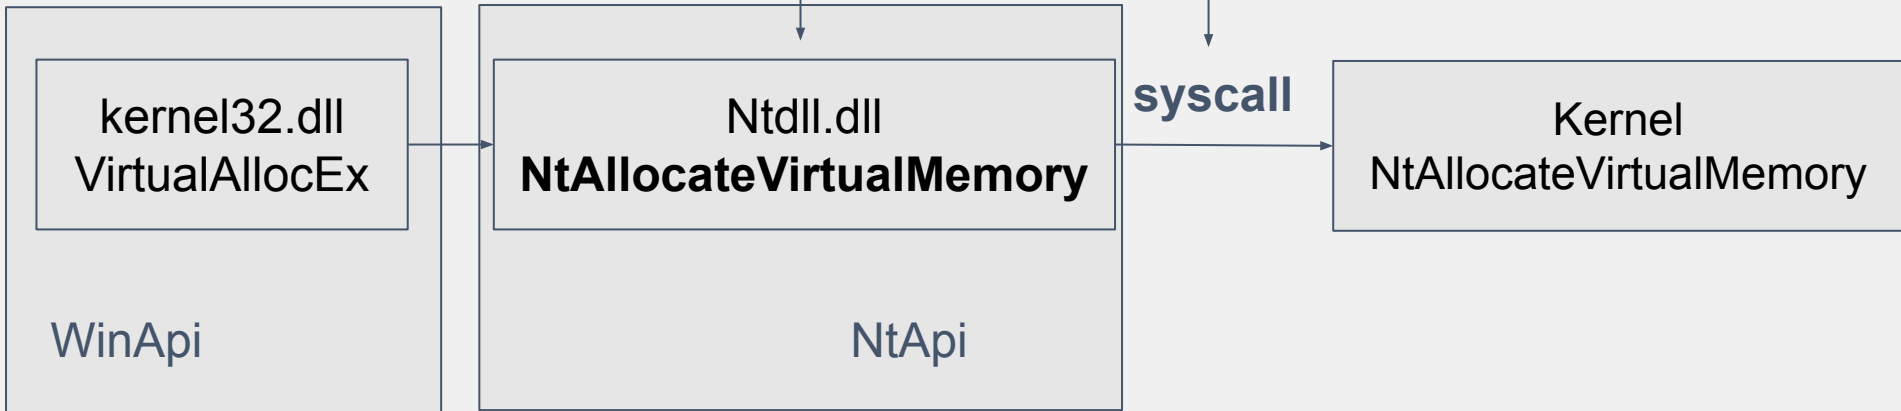 kernel32.dll
VirtualAllocEx
Ntdll.dll
NtAllocateVirtualMemory
syscall
Kernel
NtAllocateVirtualMemory
WinApi
NtApi